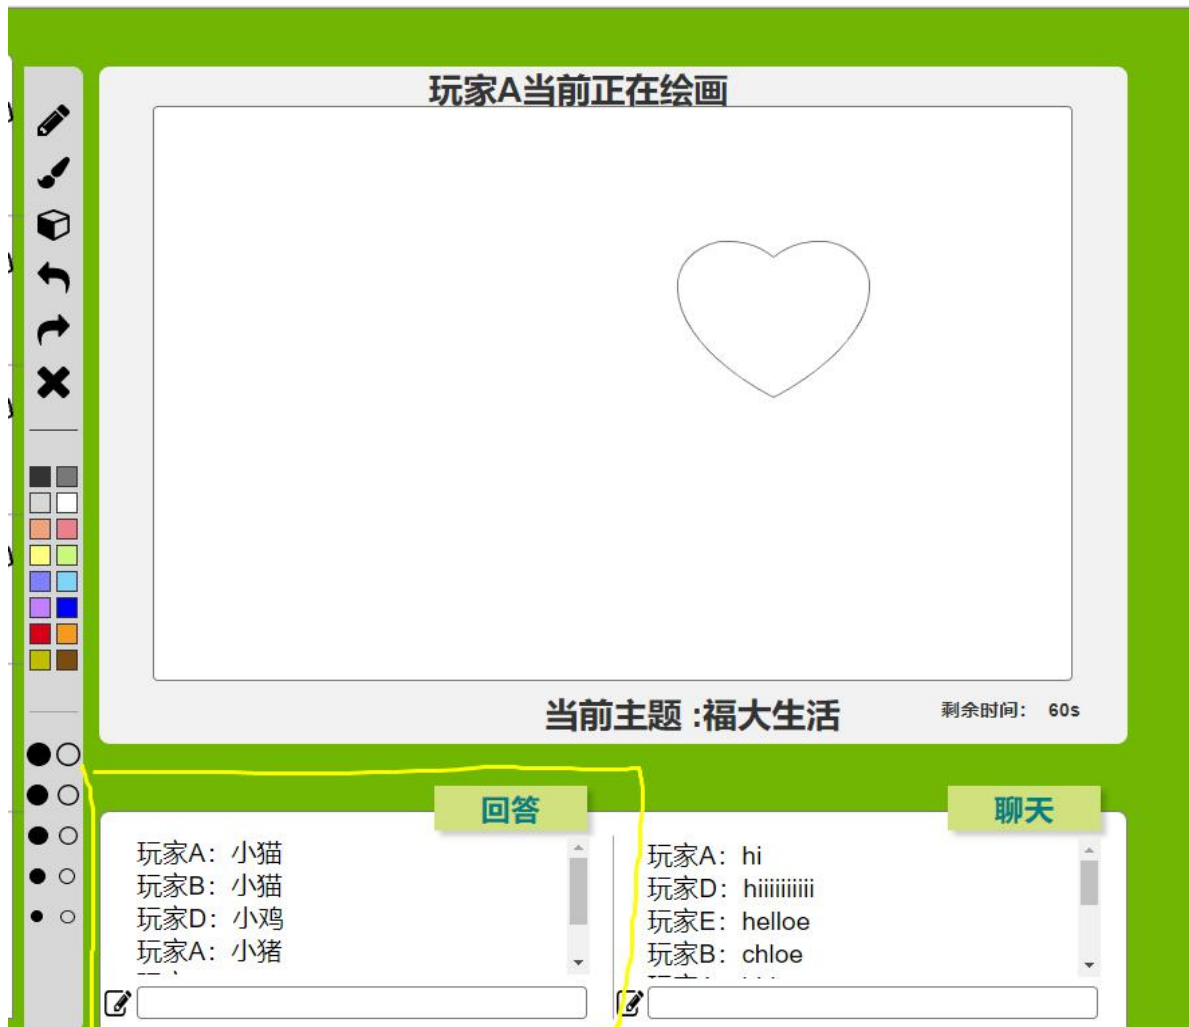 玩家A当前正在绘画
当前主题 :福大生活
剩余时间： 60s
回答
玩家A：小猫
玩家B：小猫
玩家D：小鸡
玩家A：小猪
聊天
玩家A：hi
玩家D：hiiiiiiiiii
玩家E：helloe
玩家B：chloe